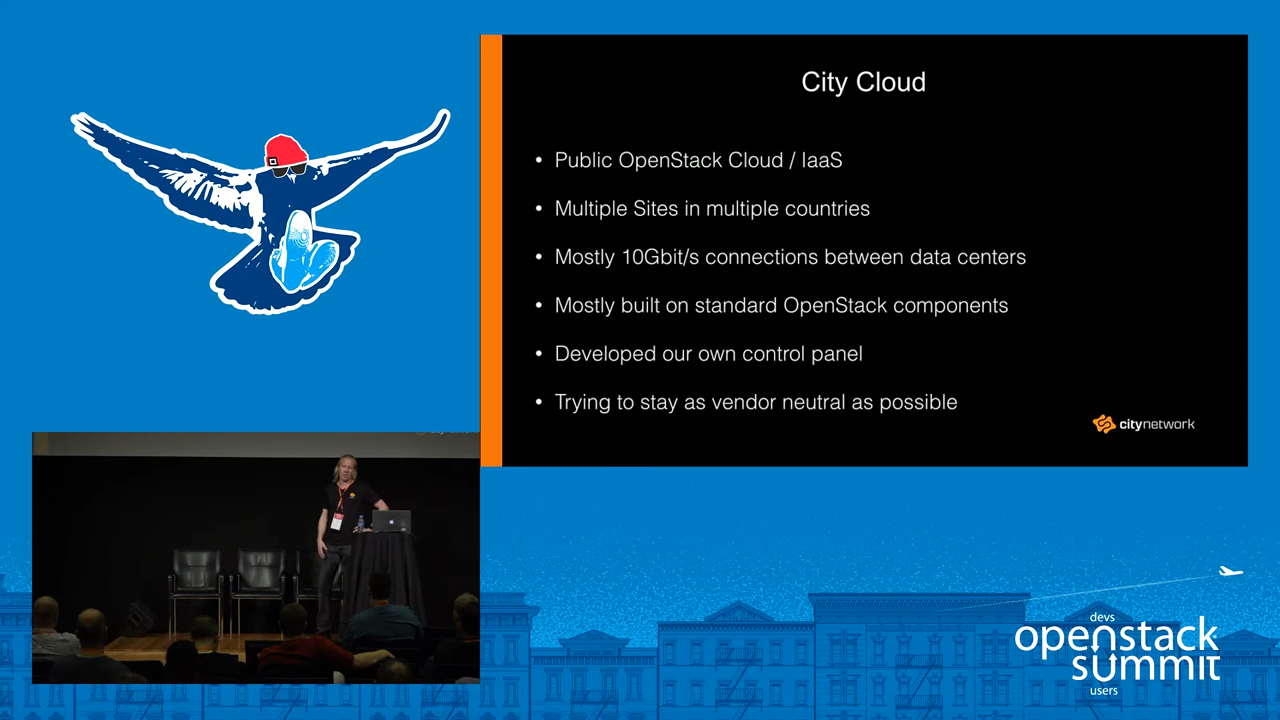 City Cloud
• Public OpenStack Cloud / IaaS
• Multiple Sites in multiple countries
• Mostly 10Gbit/s connections between data centers
• Mostly built on standard OpenStack components
• Developed our own control panel
• Trying to stay as vendor neutral as possible
citynetwork
devs
openstack
summit
users